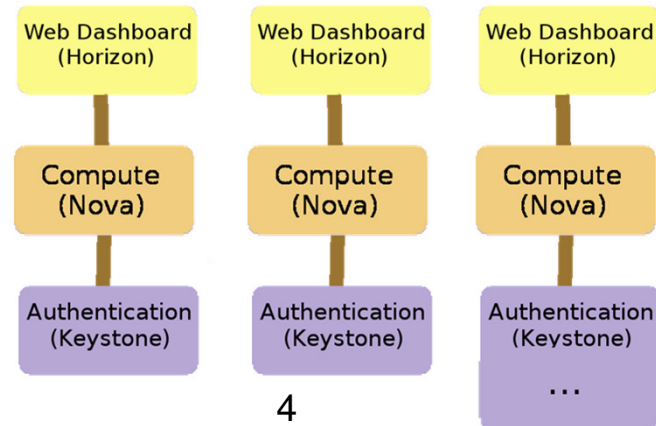 Web Dashboard
(Horizon)
Compute
(Nova)
Authentication
(Keystone)
Web Dashboard
(Horizon)
Compute
(Nova)
Authentication
(Keystone)
Web Dashboard
(Horizon)
Compute
(Nova)
Authentication
(Keystone)
...
4